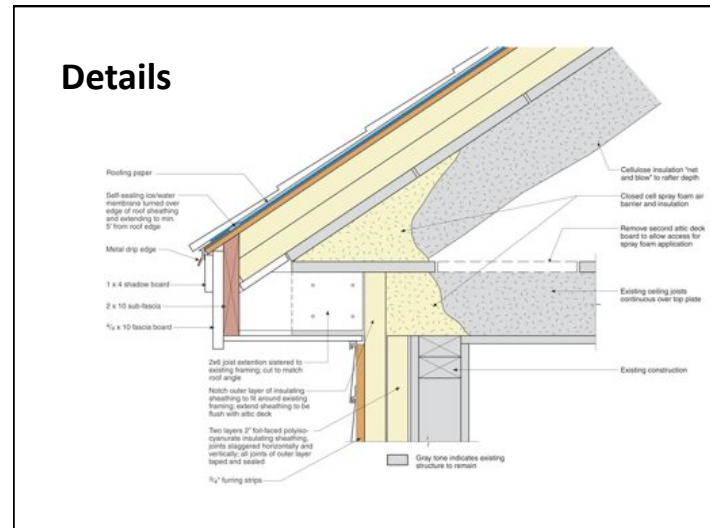 Details
Roofing paper
Self-sealing ice/water
membrane turned over
edge of roof sheathing
and extending to min.
5' from roof edge
Metal drip edge
1 x 4 shadow board
2 x 10 sub-fascia
5/4 x 10 fascia board
2x6 joist extention sistered to
existing framing; cut to match
roof angle
Notch outer layer of insulating
sheathing to fit around existing
framing; extend sheathing to be
flush with attic deck
Two layers 2" foil-faced polyiso-
cyanurate insulating sheathing,
joints staggered horizontally and
vertically; all joints of outer layer
taped and sealed
3/4" furring strips
Cellulose insulation "net
and blow" to rafter depth
Closed cell spray foam air
barrier and insulation
Remove second attic deck
board to allow access for
spray foam application
Existing ceiling joists
continuous over top plate
Existing construction
Gray tone indicates existing
structure to remain